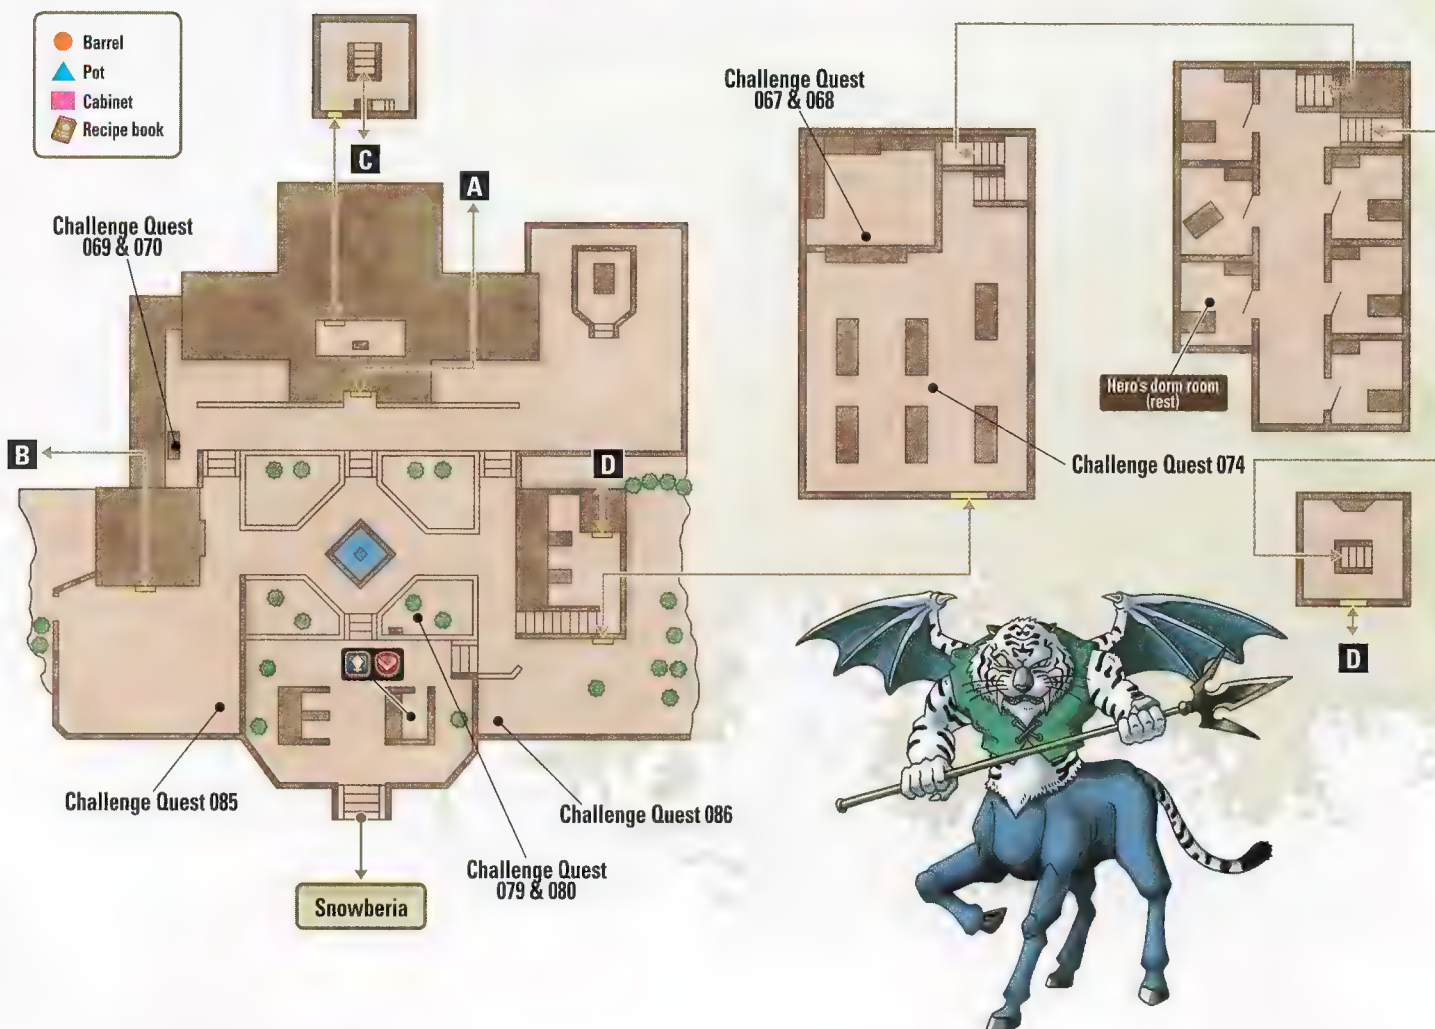 Barrel
Pot
Cabinet
Recipe book
C
A
Challenge Quest
069 & 070
B
D
Challenge Quest 085
Challenge Quest 086
Challenge Quest
079 & 080
Snowberia
Challenge Quest
067 & 068
Hero's dorm room
(rest)
Challenge Quest 074
D